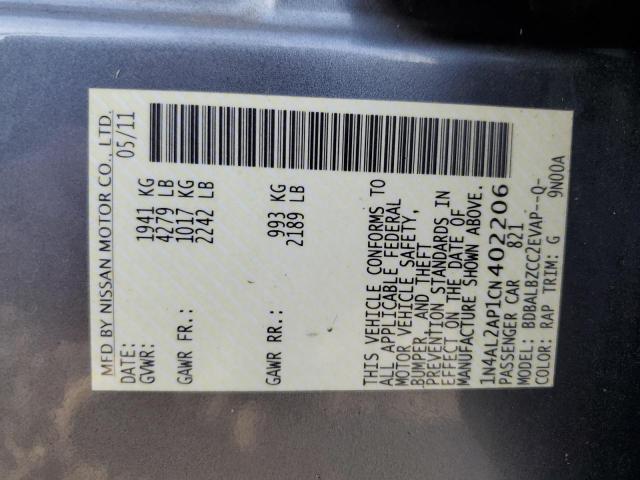 MFD BY NISSAN MOTOR CO., LTD.
DATE: 05/11
GVWR: 1941 KG
4279 LB
GAWR FR.: 1017 KG
2242 LB
GAWR RR.: 993 KG
2189 LB
THIS VEHICLE CONFORMS TO
ALL APPLICABLE FEDERAL
MOTOR VEHICLE SAFETY,
BUMPER, AND THEFT
PREVENTION STANDARDS IN
EFFECT ON THE DATE OF
MANUFACTURE SHOWN ABOVE.
1N4AL2AP1CN402206
PASSENGER CAR 821
MODEL: BDBALBZCC2EVAP--Q-
COLOR: RAP TRIM: G 9N00A